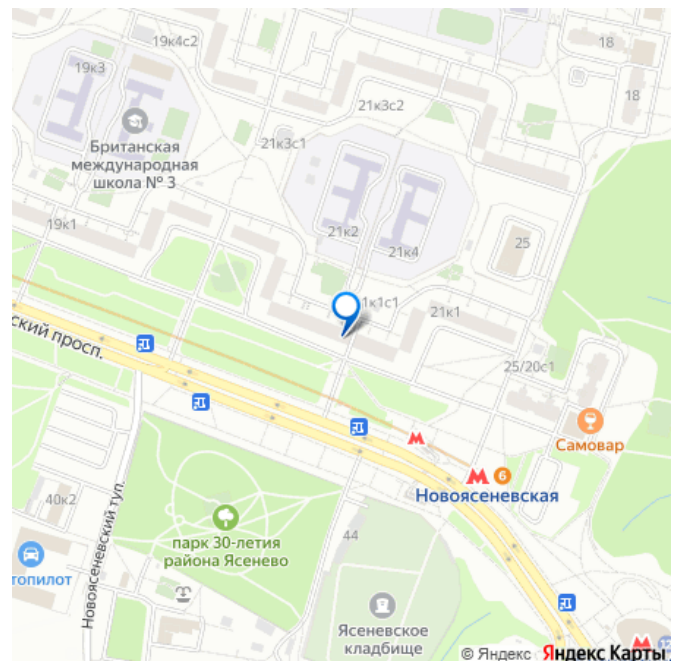 19к4с2
18
19к3
18
21к3с2
Британская
международная
школа № 3
21к3с1
19к1
21к2
25
21к4
1к1с1
21к1
ский просп.
25/20с1
Самовар
6
Новоясеневская
40к2
Новоясеневский туп.
44
парк 30-летия
района Ясенево
топилот
Ясеневское
кладбище
© Яндекс Яндекс Карты